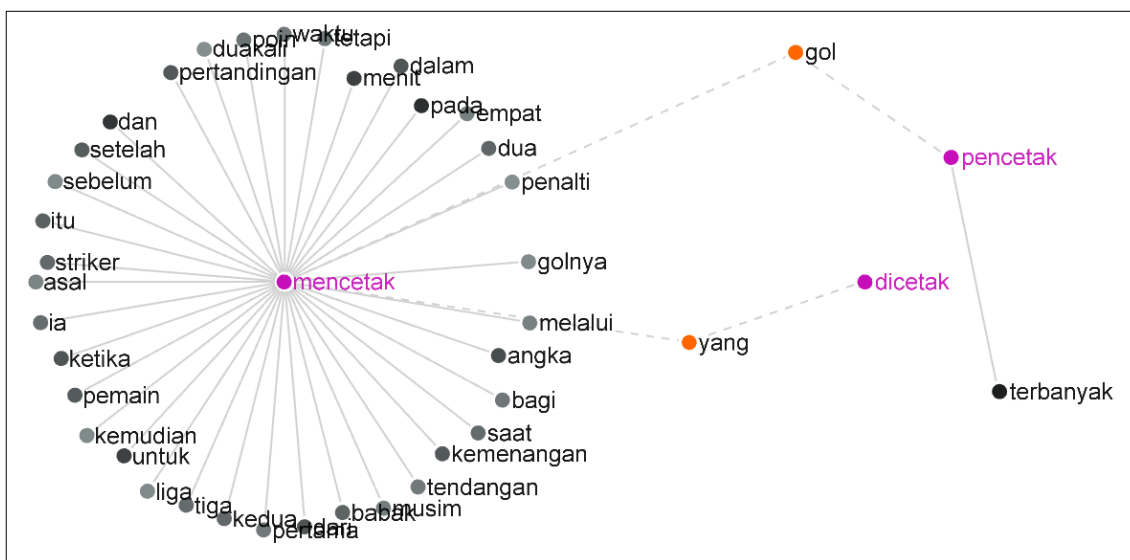 waktu
poin
tetapi
duakali
gol
dalam
pertandingan
menit
pada
empat
dan
dua
setelah
pencetak
sebelum
penalti
itu
striker
golnya
asal
mencetak
dicetak
ia
melalui
yang
ketika
angka
pemain
bagi
terbanyak
kemudian
saat
untuk
kemenangan
liga
tendangan
tiga
musim
kedua
babak
pertama
dari